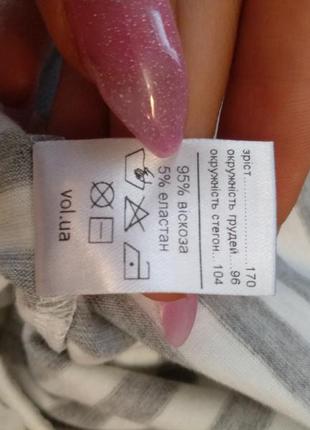 зріст..................170
окружність грудей.. 96
окружність стегон.. 104
95% віскоза
5% еластан
vol.ua